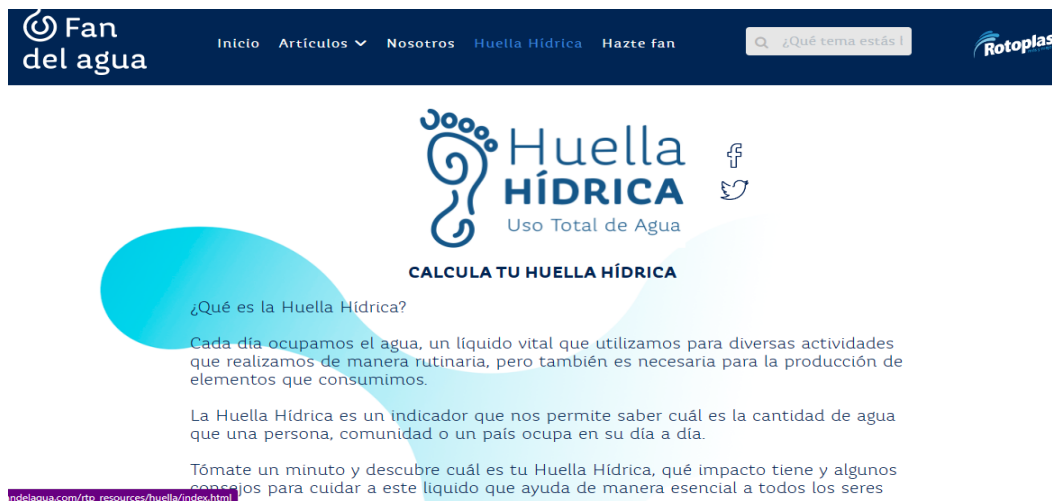 Fan
del agua
Inicio Artículos Nosotros Huella Hídrica Hazte fan
¿Qué tema estás
Rotoplas
Huella
HÍDRICA
Uso Total de Agua
CALCULA TU HUELLA HÍDRICA
¿Qué es la Huella Hídrica?
Cada día ocupamos el agua, un líquido vital que utilizamos para diversas actividades
que realizamos de manera rutinaria, pero también es necesaria para la producción de
elementos que consumimos.
La Huella Hídrica es un indicador que nos permite saber cuál es la cantidad de agua
que una persona, comunidad o un país ocupa en su día a día.
Tómate un minuto y descubre cuál es tu Huella Hídrica, qué impacto tiene y algunos
consejos para cuidar a este liquido que ayuda de manera esencial a todos los seres
andelagua.com/rtp_resources/huella/index.html